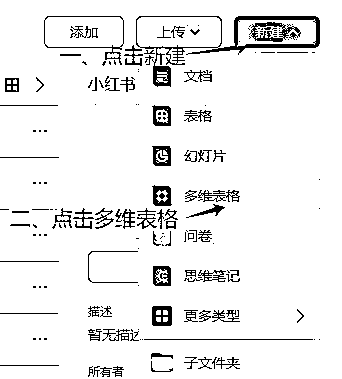 添加
上传
新建
一、点击新建
小红书
文档
表格
幻灯片
多维表格
二、点击多维表格
问卷
思维笔记
描述
更多类型
暂无描述
子文件夹
所有者